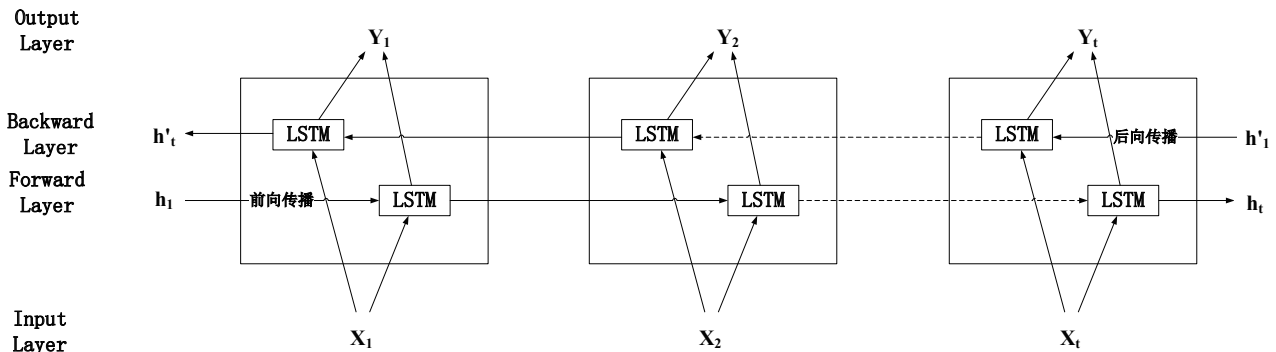 Output
Layer
Y₁
Y₂
Yₜ
Backward
Layer
h'ₜ
LSTM
LSTM
LSTM
后向传播
h'₁
Forward
Layer
h₁
前向传播
LSTM
LSTM
LSTM
hₜ
Input
Layer
X₁
X₂
Xₜ